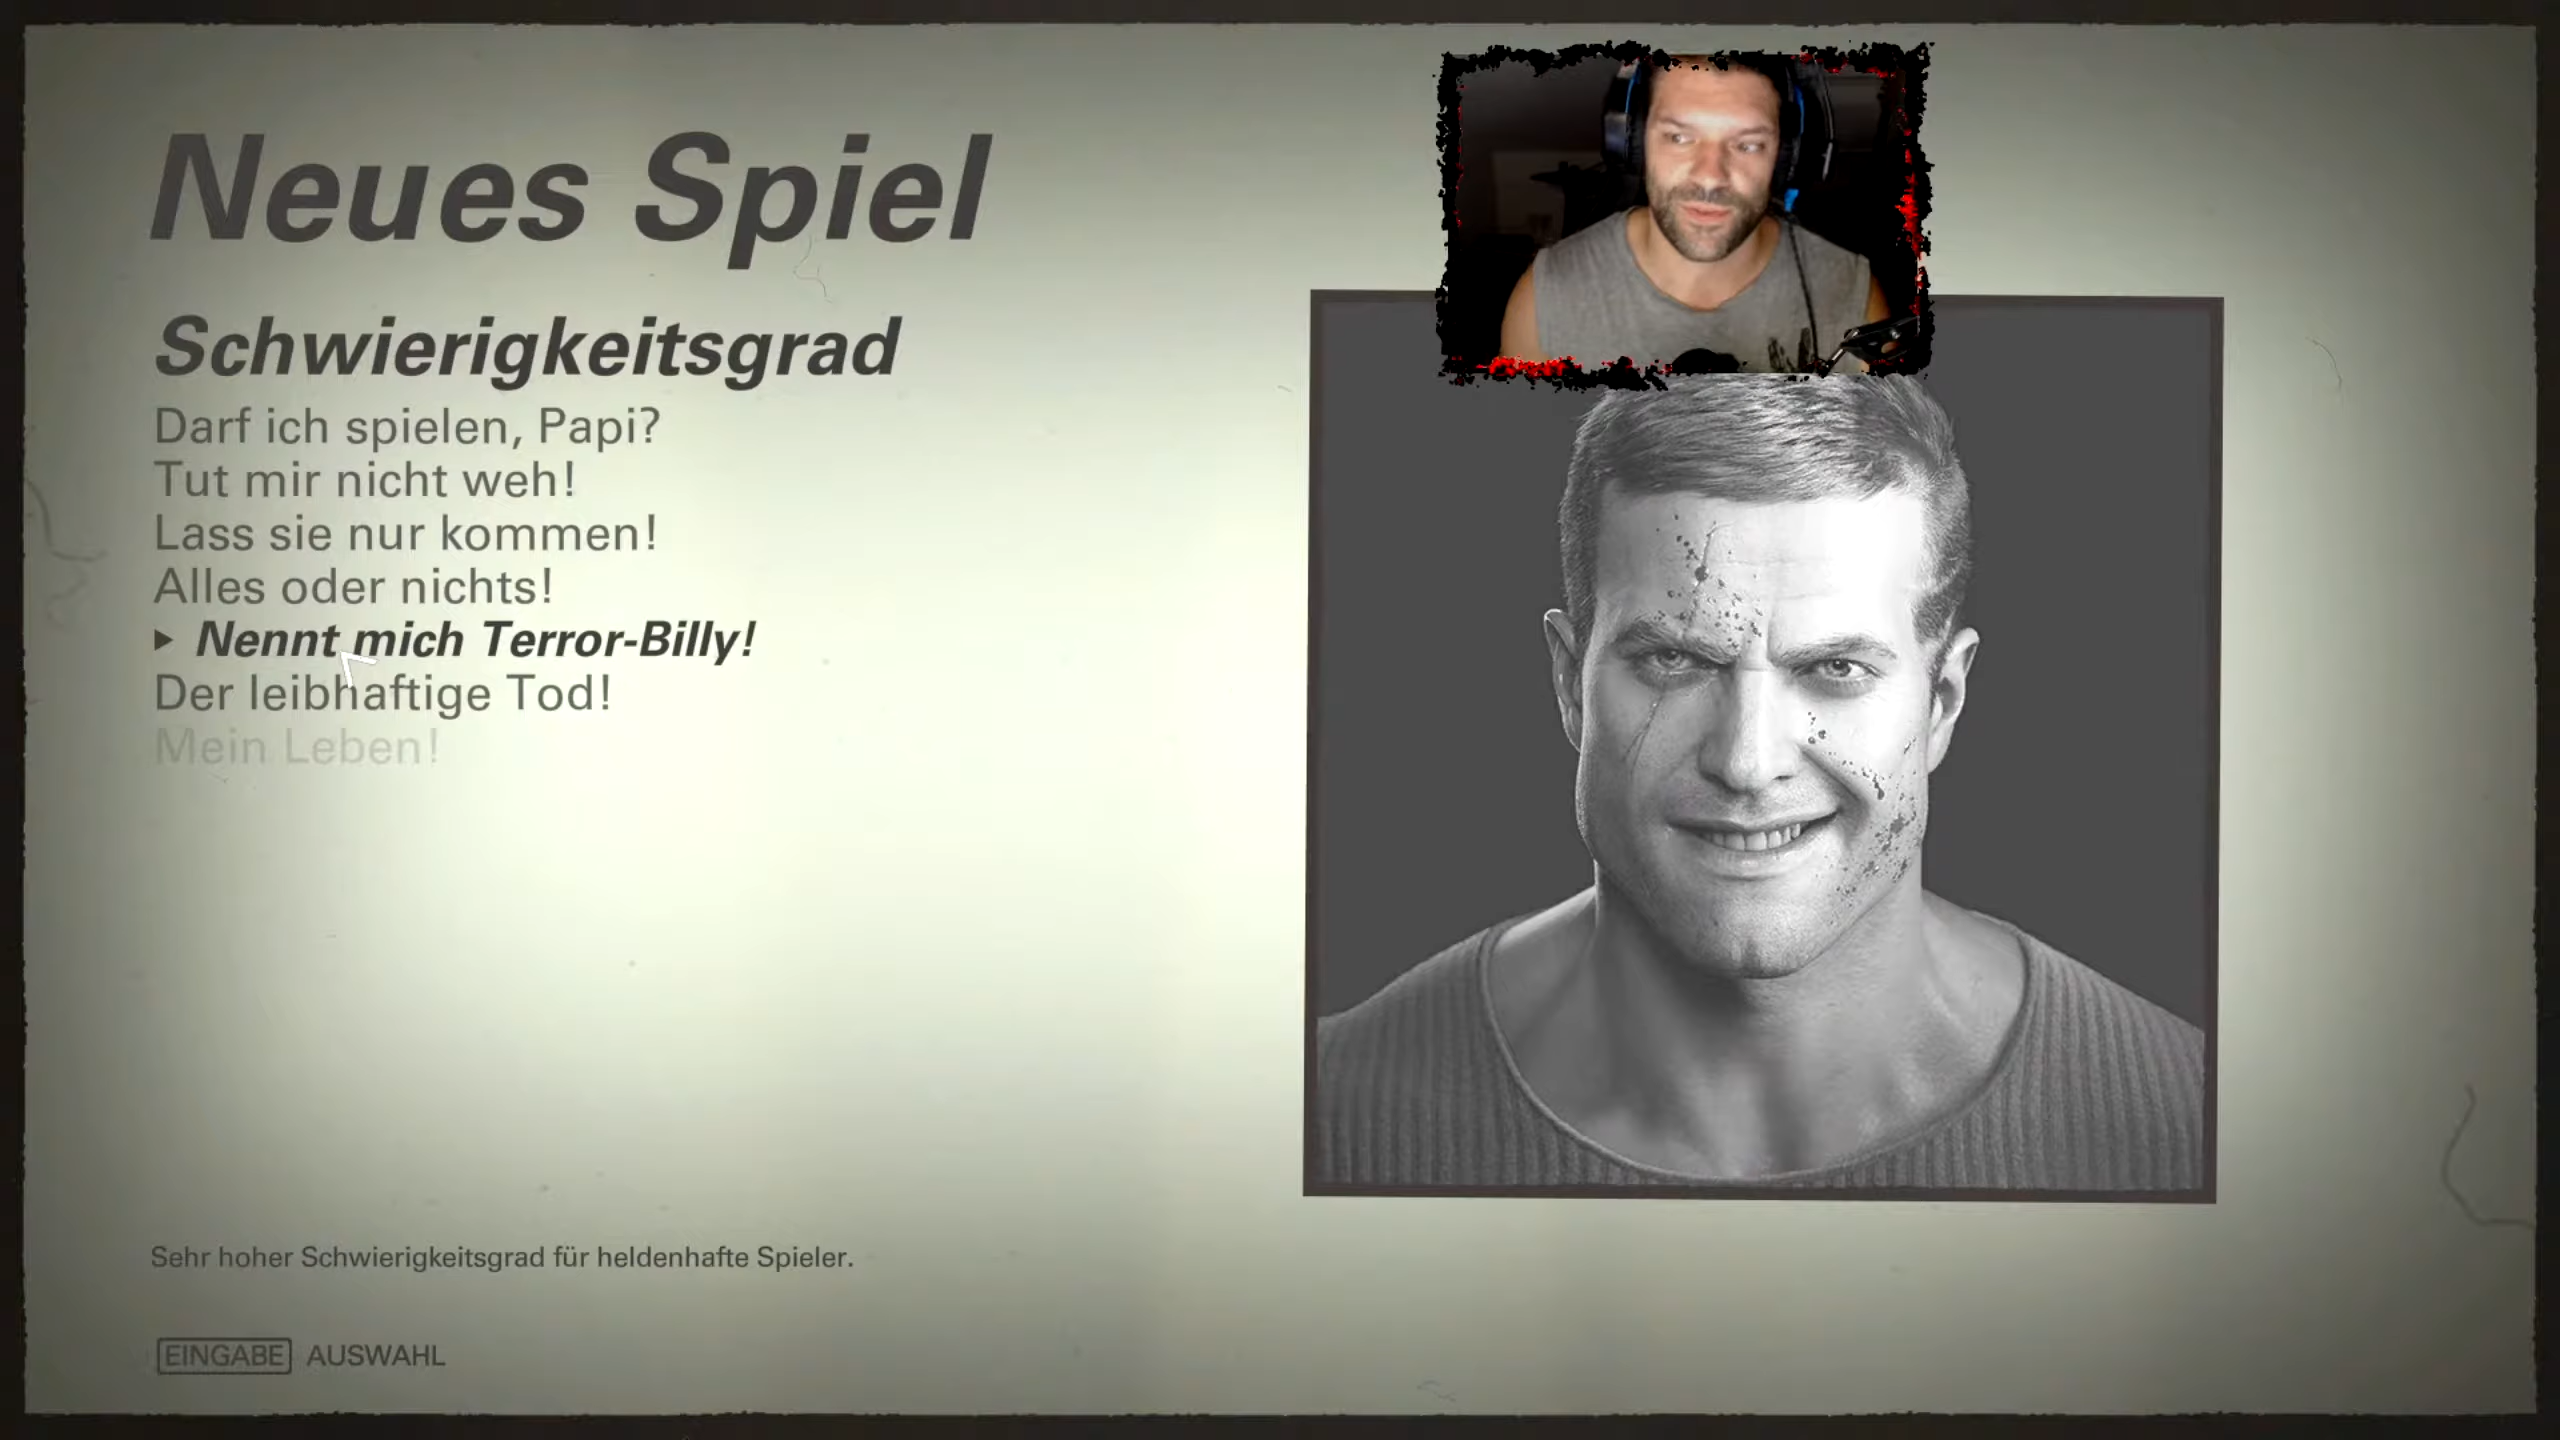 Neues Spiel
Schwierigkeitsgrad
Darf ich spielen, Papi?
Tut mir nicht weh!
Lass sie nur kommen!
Alles oder nichts!
Nennt mich Terror-Billy!
Der leibhaftige Tod!
Mein Leben!
Sehr hoher Schwierigkeitsgrad für heldenhafte Spieler.
EINGABE AUSWAHL